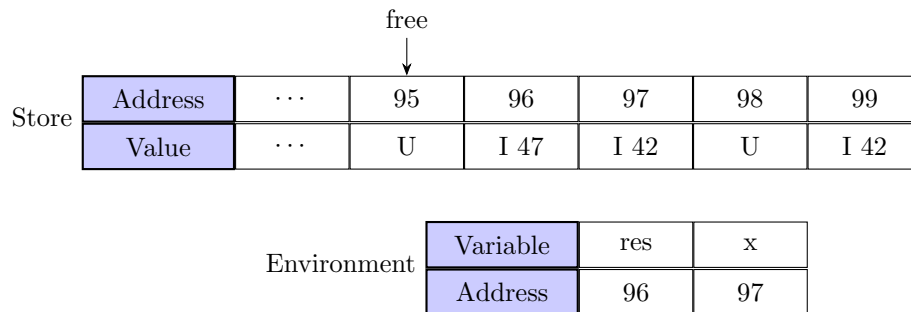 free
Store
Address ··· 95 96 97 98 99
Value ··· U I 47 I 42 U I 42
Environment
Variable res x
Address 96 97